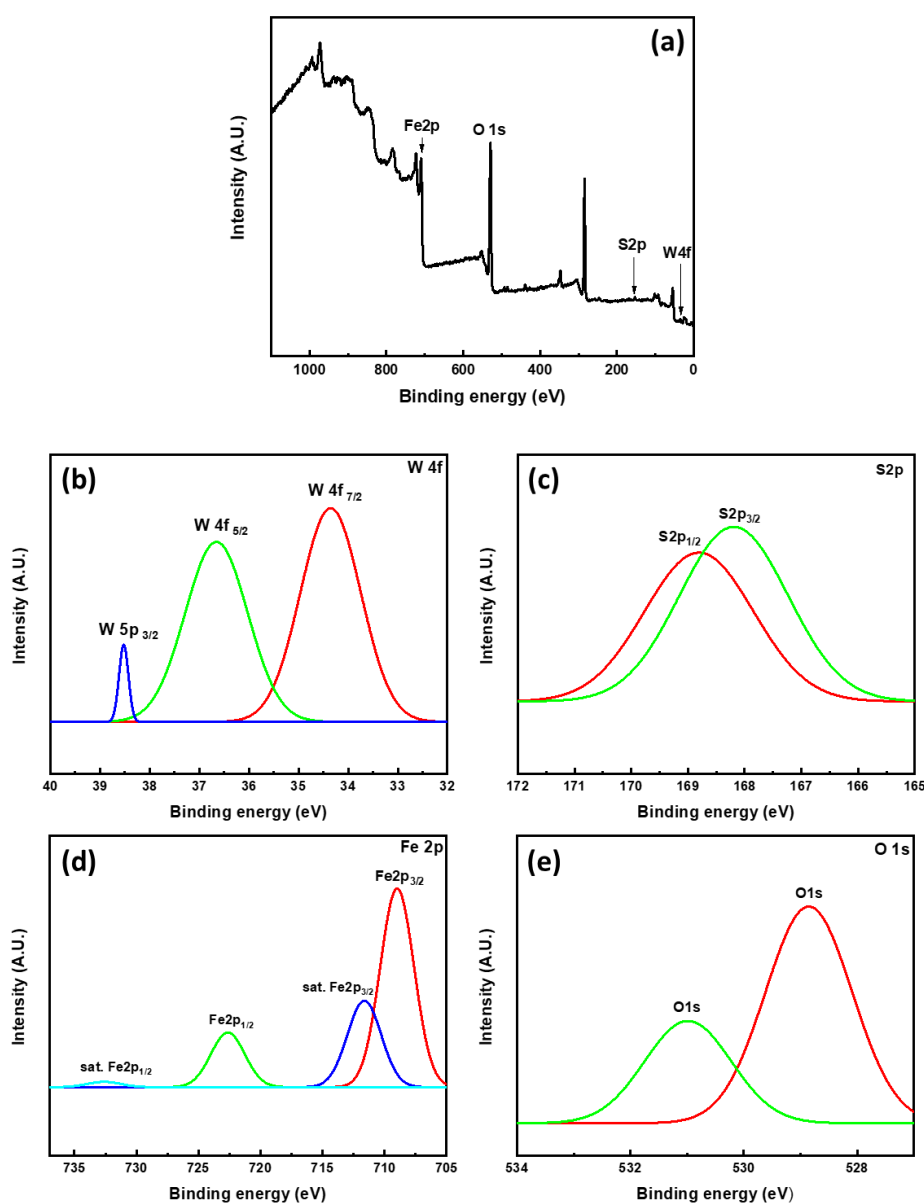 (a)
Fe2p
O 1s
S2p
W4f
Intensity (A.U.)
1000 800 600 400 200 0
Binding energy (eV)
(b)
W 4f
W 4f 7/2
W 4f 5/2
W 5p 3/2
Intensity (A.U.)
40 39 38 37 36 35 34 33 32
Binding energy (eV)
(c)
S2p
S2p3/2
S2p1/2
Intensity (A.U.)
172 171 170 169 168 167 166 165
Binding energy (eV)
(d)
Fe 2p
Fe2p3/2
sat. Fe2p3/2
Fe2p1/2
sat. Fe2p1/2
Intensity (A.U.)
735 730 725 720 715 710 705
Binding energy (eV)
(e)
O 1s
O1s
O1s
Intensity (A.U.)
534 532 530 528
Binding energy (eV)